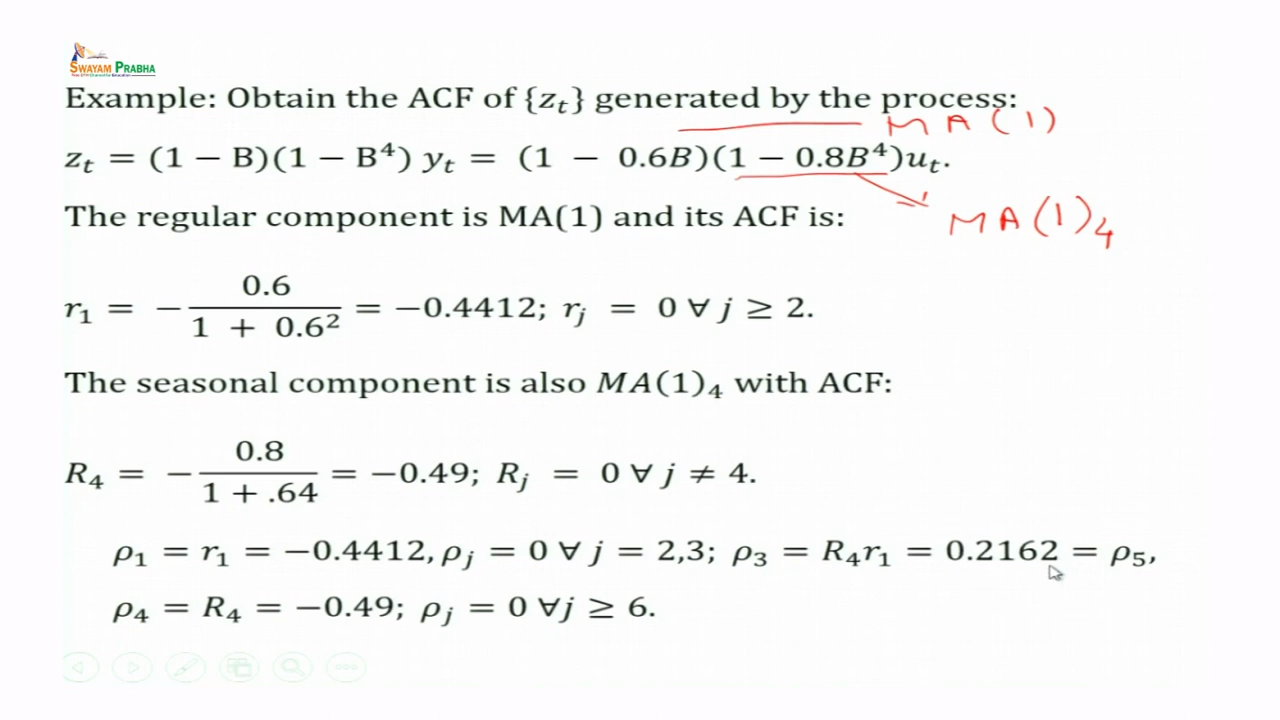 SWAYAM PRABHA
Example: Obtain the ACF of {z_t} generated by the process:
MA(1)
z_t = (1 − B)(1 − B⁴) y_t = (1 − 0.6B)(1 − 0.8B⁴)u_t.
The regular component is MA(1) and its ACF is:
MA(1)₄
r₁ = − 0.6 / (1 + 0.6²) = −0.4412; r_j = 0 ∀ j ≥ 2.
The seasonal component is also MA(1)₄ with ACF:
R₄ = − 0.8 / (1 + .64) = −0.49; R_j = 0 ∀ j ≠ 4.
ρ₁ = r₁ = −0.4412, ρ_j = 0 ∀ j = 2,3; ρ₃ = R₄r₁ = 0.2162 = ρ₅,
ρ₄ = R₄ = −0.49; ρ_j = 0 ∀j ≥ 6.